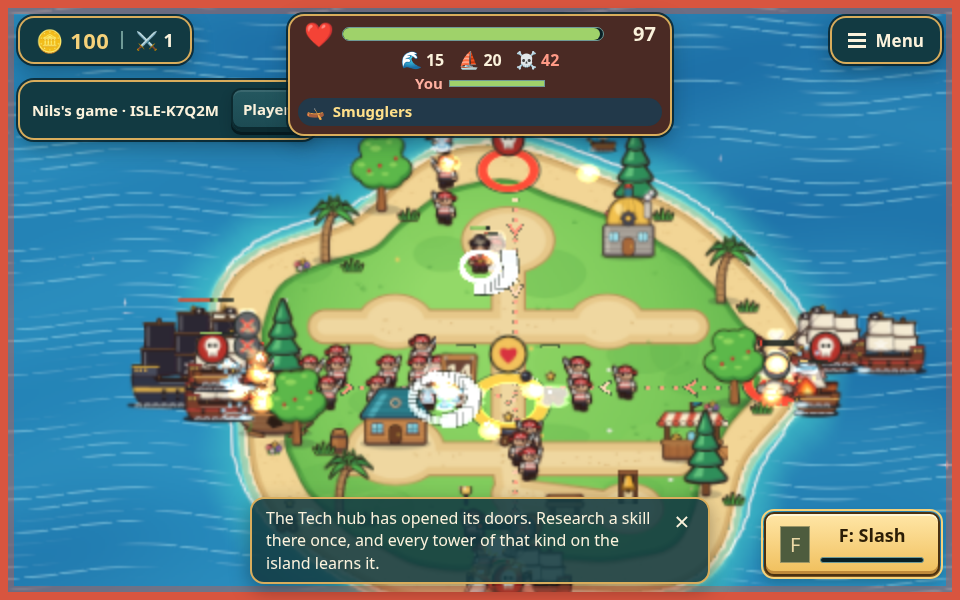 100 1
97
15 20 42
You
Smugglers
Menu
Nils's game · ISLE-K7Q2M
The Tech hub has opened its doors. Research a skill
there once, and every tower of that kind on the
island learns it.
F F: Slash